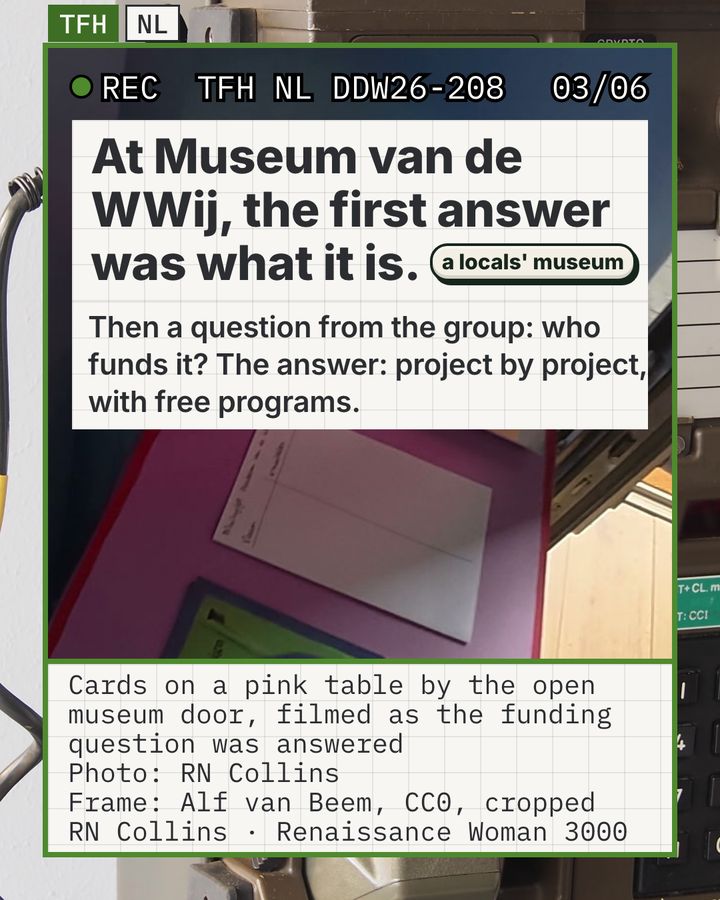 TFH NL
REC TFH NL DDW26-208 03/06
At Museum van de
WWij, the first answer
was what it is. a locals' museum
Then a question from the group: who
funds it? The answer: project by project,
with free programs.
Cards on a pink table by the open
museum door, filmed as the funding
question was answered
Photo: RN Collins
Frame: Alf van Beem, CC0, cropped
RN Collins · Renaissance Woman 3000